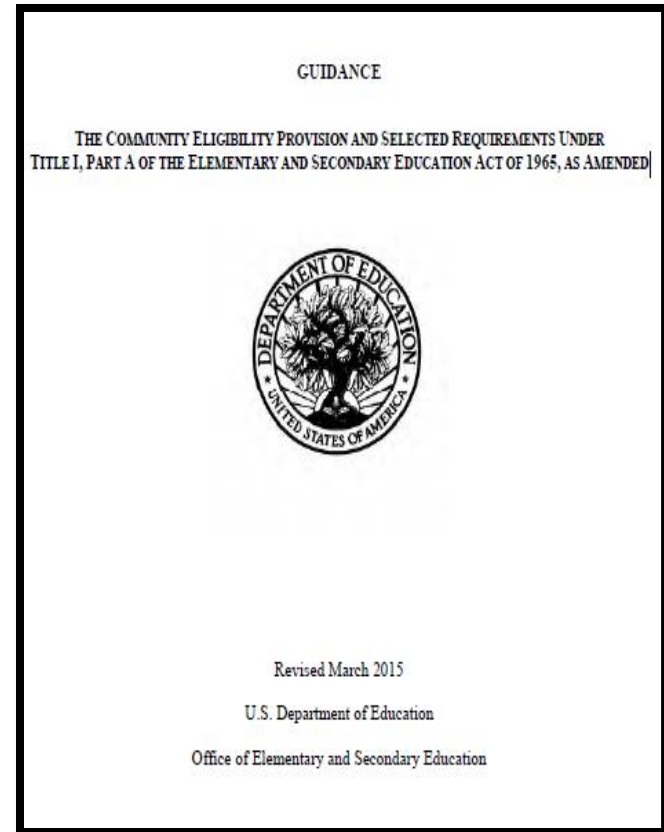 GUIDANCE
THE COMMUNITY ELIGIBILITY PROVISION AND SELECTED REQUIREMENTS UNDER
TITLE I, PART A OF THE ELEMENTARY AND SECONDARY EDUCATION ACT OF 1965, AS AMENDED
DEPARTMENT OF EDUCATION
UNITED STATES OF AMERICA
Revised March 2015
U.S. Department of Education
Office of Elementary and Secondary Education